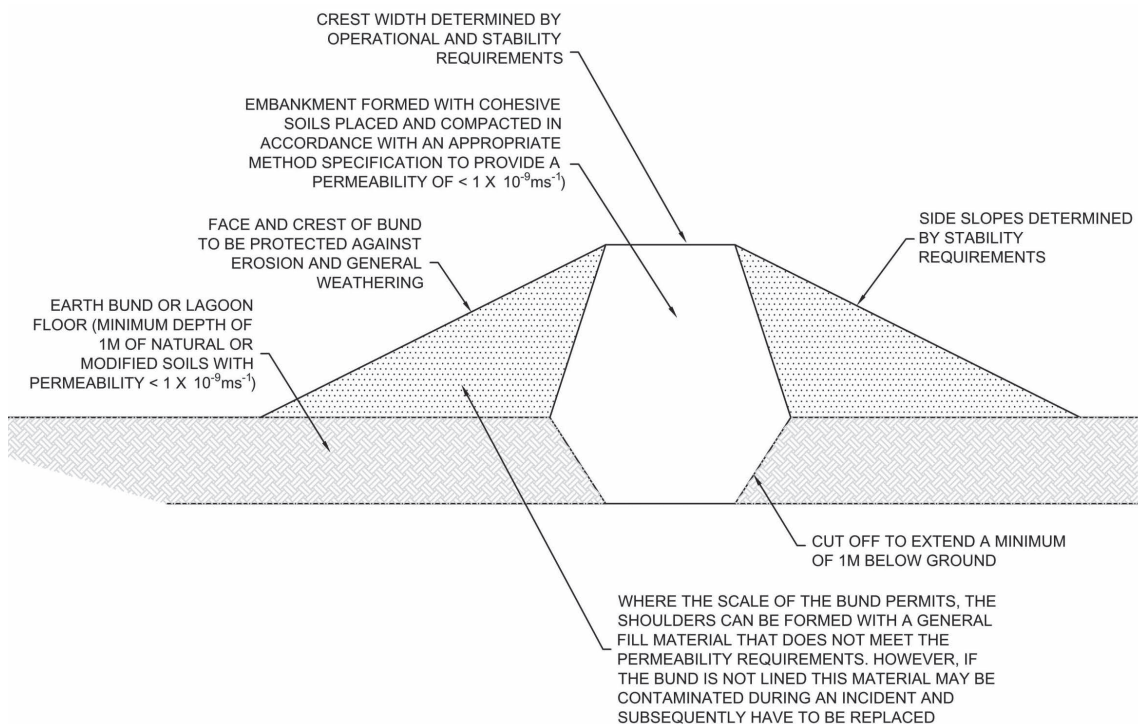 CREST WIDTH DETERMINED BY
OPERATIONAL AND STABILITY
REQUIREMENTS
EMBANKMENT FORMED WITH COHESIVE
SOILS PLACED AND COMPACTED IN
ACCORDANCE WITH AN APPROPRIATE
METHOD SPECIFICATION TO PROVIDE A
PERMEABILITY OF < 1 X 10⁻⁹ms⁻¹)
FACE AND CREST OF BUND
TO BE PROTECTED AGAINST
EROSION AND GENERAL
WEATHERING
SIDE SLOPES DETERMINED
BY STABILITY
REQUIREMENTS
EARTH BUND OR LAGOON
FLOOR (MINIMUM DEPTH OF
1M OF NATURAL OR
MODIFIED SOILS WITH
PERMEABILITY < 1 X 10⁻⁹ms⁻¹)
CUT OFF TO EXTEND A MINIMUM
OF 1M BELOW GROUND
WHERE THE SCALE OF THE BUND PERMITS, THE
SHOULDERS CAN BE FORMED WITH A GENERAL
FILL MATERIAL THAT DOES NOT MEET THE
PERMEABILITY REQUIREMENTS. HOWEVER, IF
THE BUND IS NOT LINED THIS MATERIAL MAY BE
CONTAMINATED DURING AN INCIDENT AND
SUBSEQUENTLY HAVE TO BE REPLACED